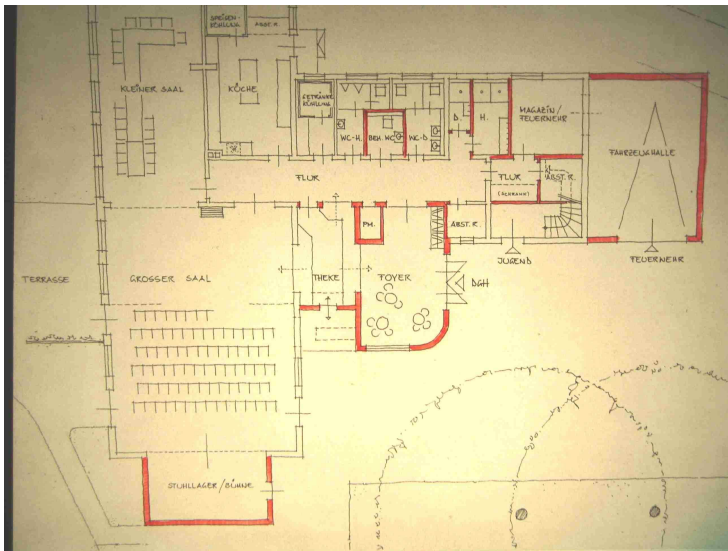 SPEISEN-
KÜHLUNG
ABST.R.
KLEINER SAAL
KÜCHE
GETRÄNKE
KÜHLUNG
WC-H.
BEH. WC
WC-D
D.
H.
MAGAZIN/
FEUERWEHR
FAHRZEUGHALLE
FLUR
FLUR
(SCHRANK)
ABST.R.
PH.
ABST.R.
TERRASSE
GROSSER SAAL
THEKE
FOYER
DGH
JUGEND
FEUERWEHR
STUHLLAGER/BÜHNE